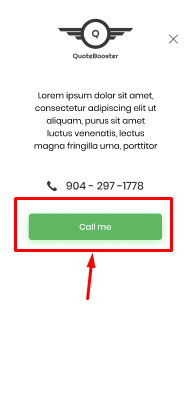 Q
QuoteBooster
Lorem ipsum dolor sit amet,
consectetur adipiscing elit ut
aliquam, purus sit amet
luctus venenatis, lectus
magna fringilla urna, porttitor
904 - 297 -1778
Call me